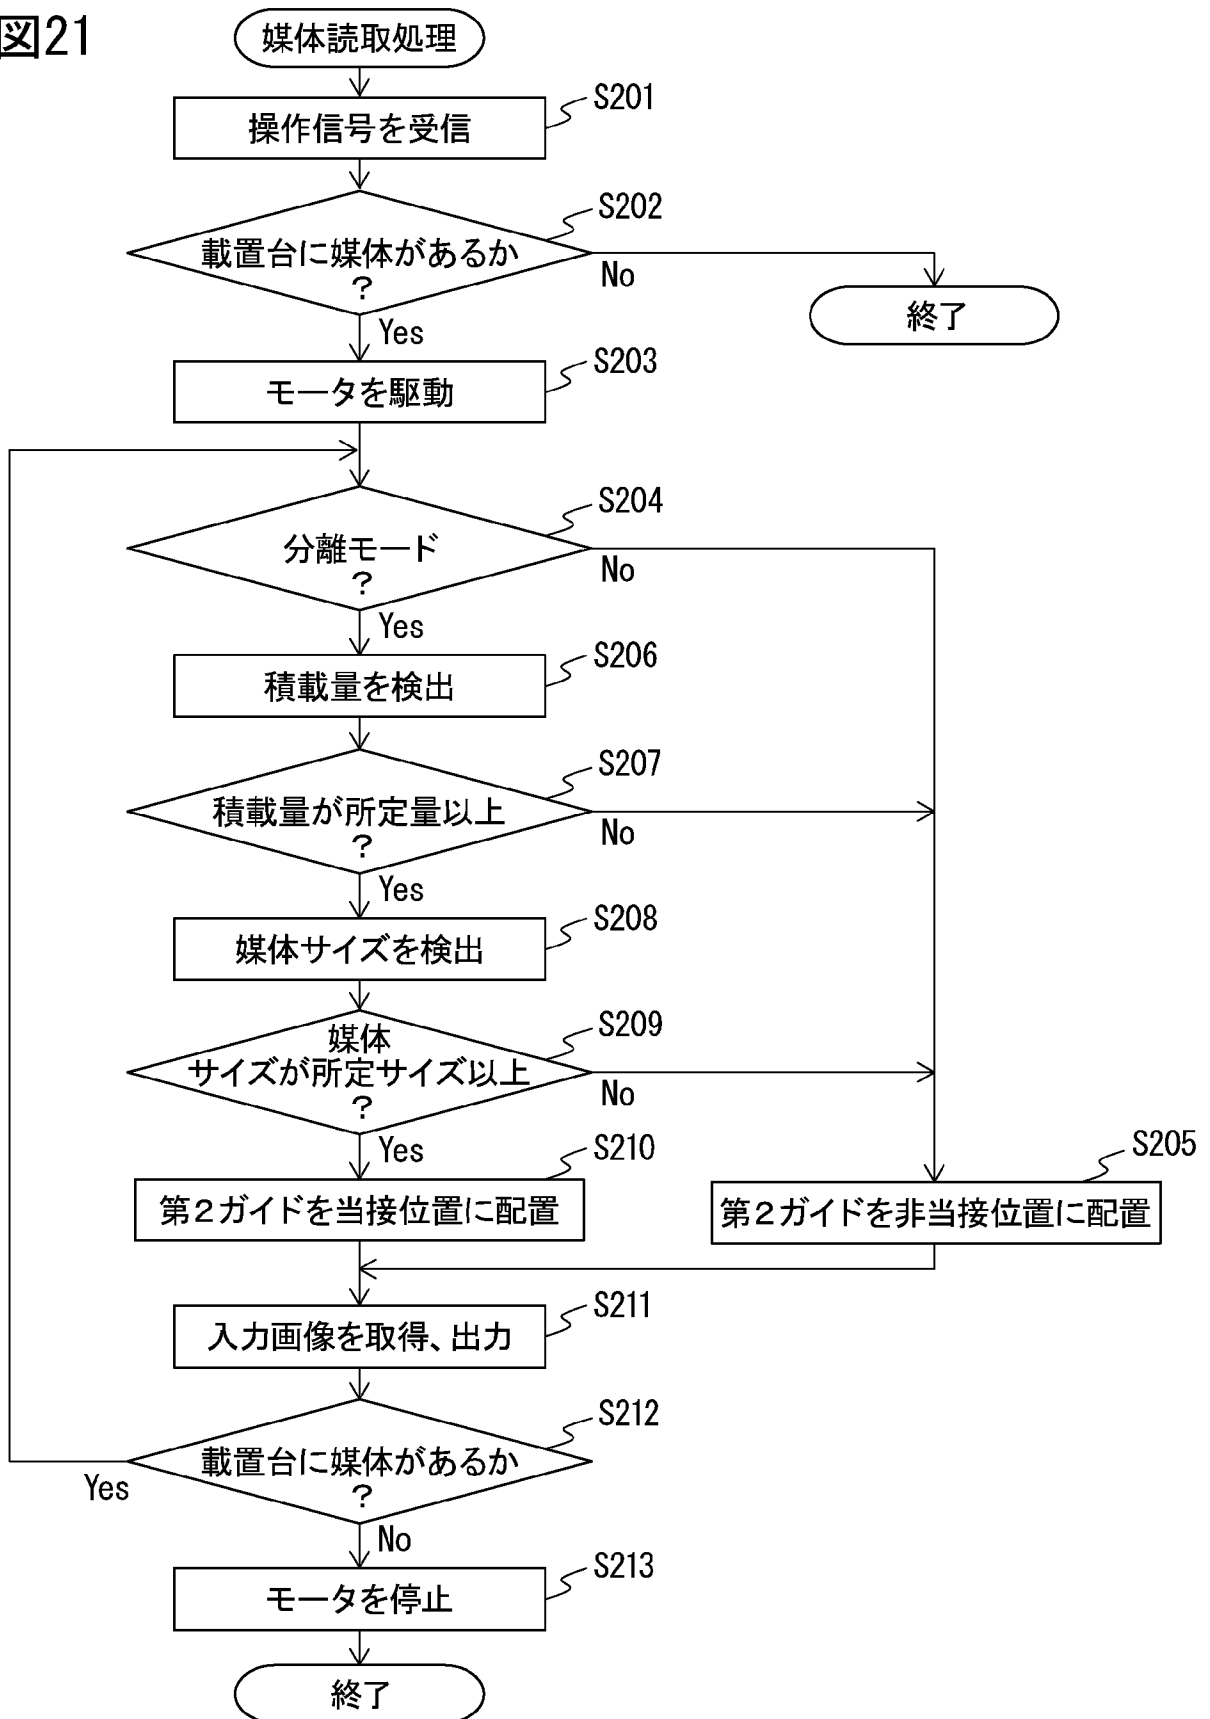 図21
媒体読取処理
S201
操作信号を受信
S202
載置台に媒体があるか
?
No
終了
Yes
S203
モータを駆動
S204
分離モード
?
No
Yes
S206
積載量を検出
S207
積載量が所定量以上
?
No
Yes
S208
媒体サイズを検出
S209
媒体
サイズが所定サイズ以上
?
No
Yes
S210
第2ガイドを当接位置に配置
S205
第2ガイドを非当接位置に配置
S211
入力画像を取得、出力
S212
載置台に媒体があるか
?
Yes
No
S213
モータを停止
終了